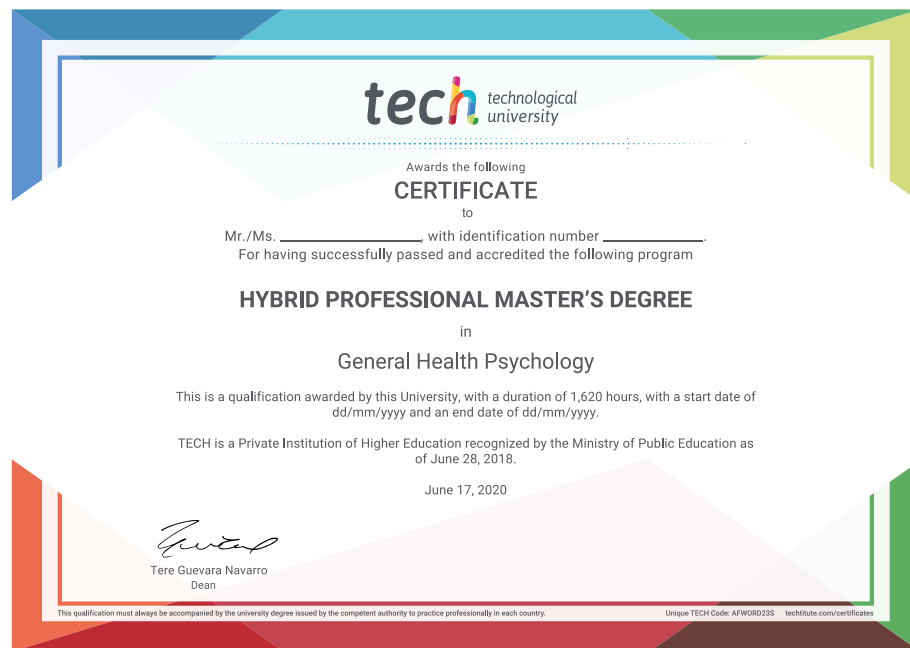 tech technological
university
Awards the following
CERTIFICATE
to
Mr./Ms. ____________, with identification number ____________.
For having successfully passed and accredited the following program
HYBRID PROFESSIONAL MASTER'S DEGREE
in
General Health Psychology
This is a qualification awarded by this University, with a duration of 1,620 hours, with a start date of
dd/mm/yyyy and an end date of dd/mm/yyyy.
TECH is a Private Institution of Higher Education recognized by the Ministry of Public Education as
of June 28, 2018.
June 17, 2020
Tere Guevara Navarro
Dean
This qualification must always be accompanied by the university degree issued by the competent authority to practice professionally in each country.
Unique TECH Code: AFWORD23S techtitute.com/certificates